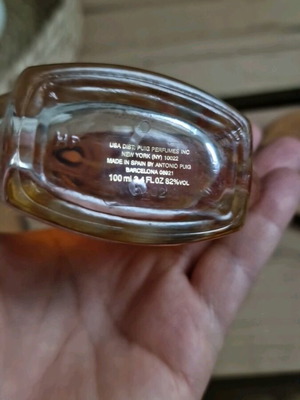 USA DIST. PUIG PERFUMES INC
NEW YORK (NY) 10022
MADE IN SPAIN BY ANTONIO PUIG
BARCELONA 08021
100 ml 3.4 FL.OZ 82%VOL